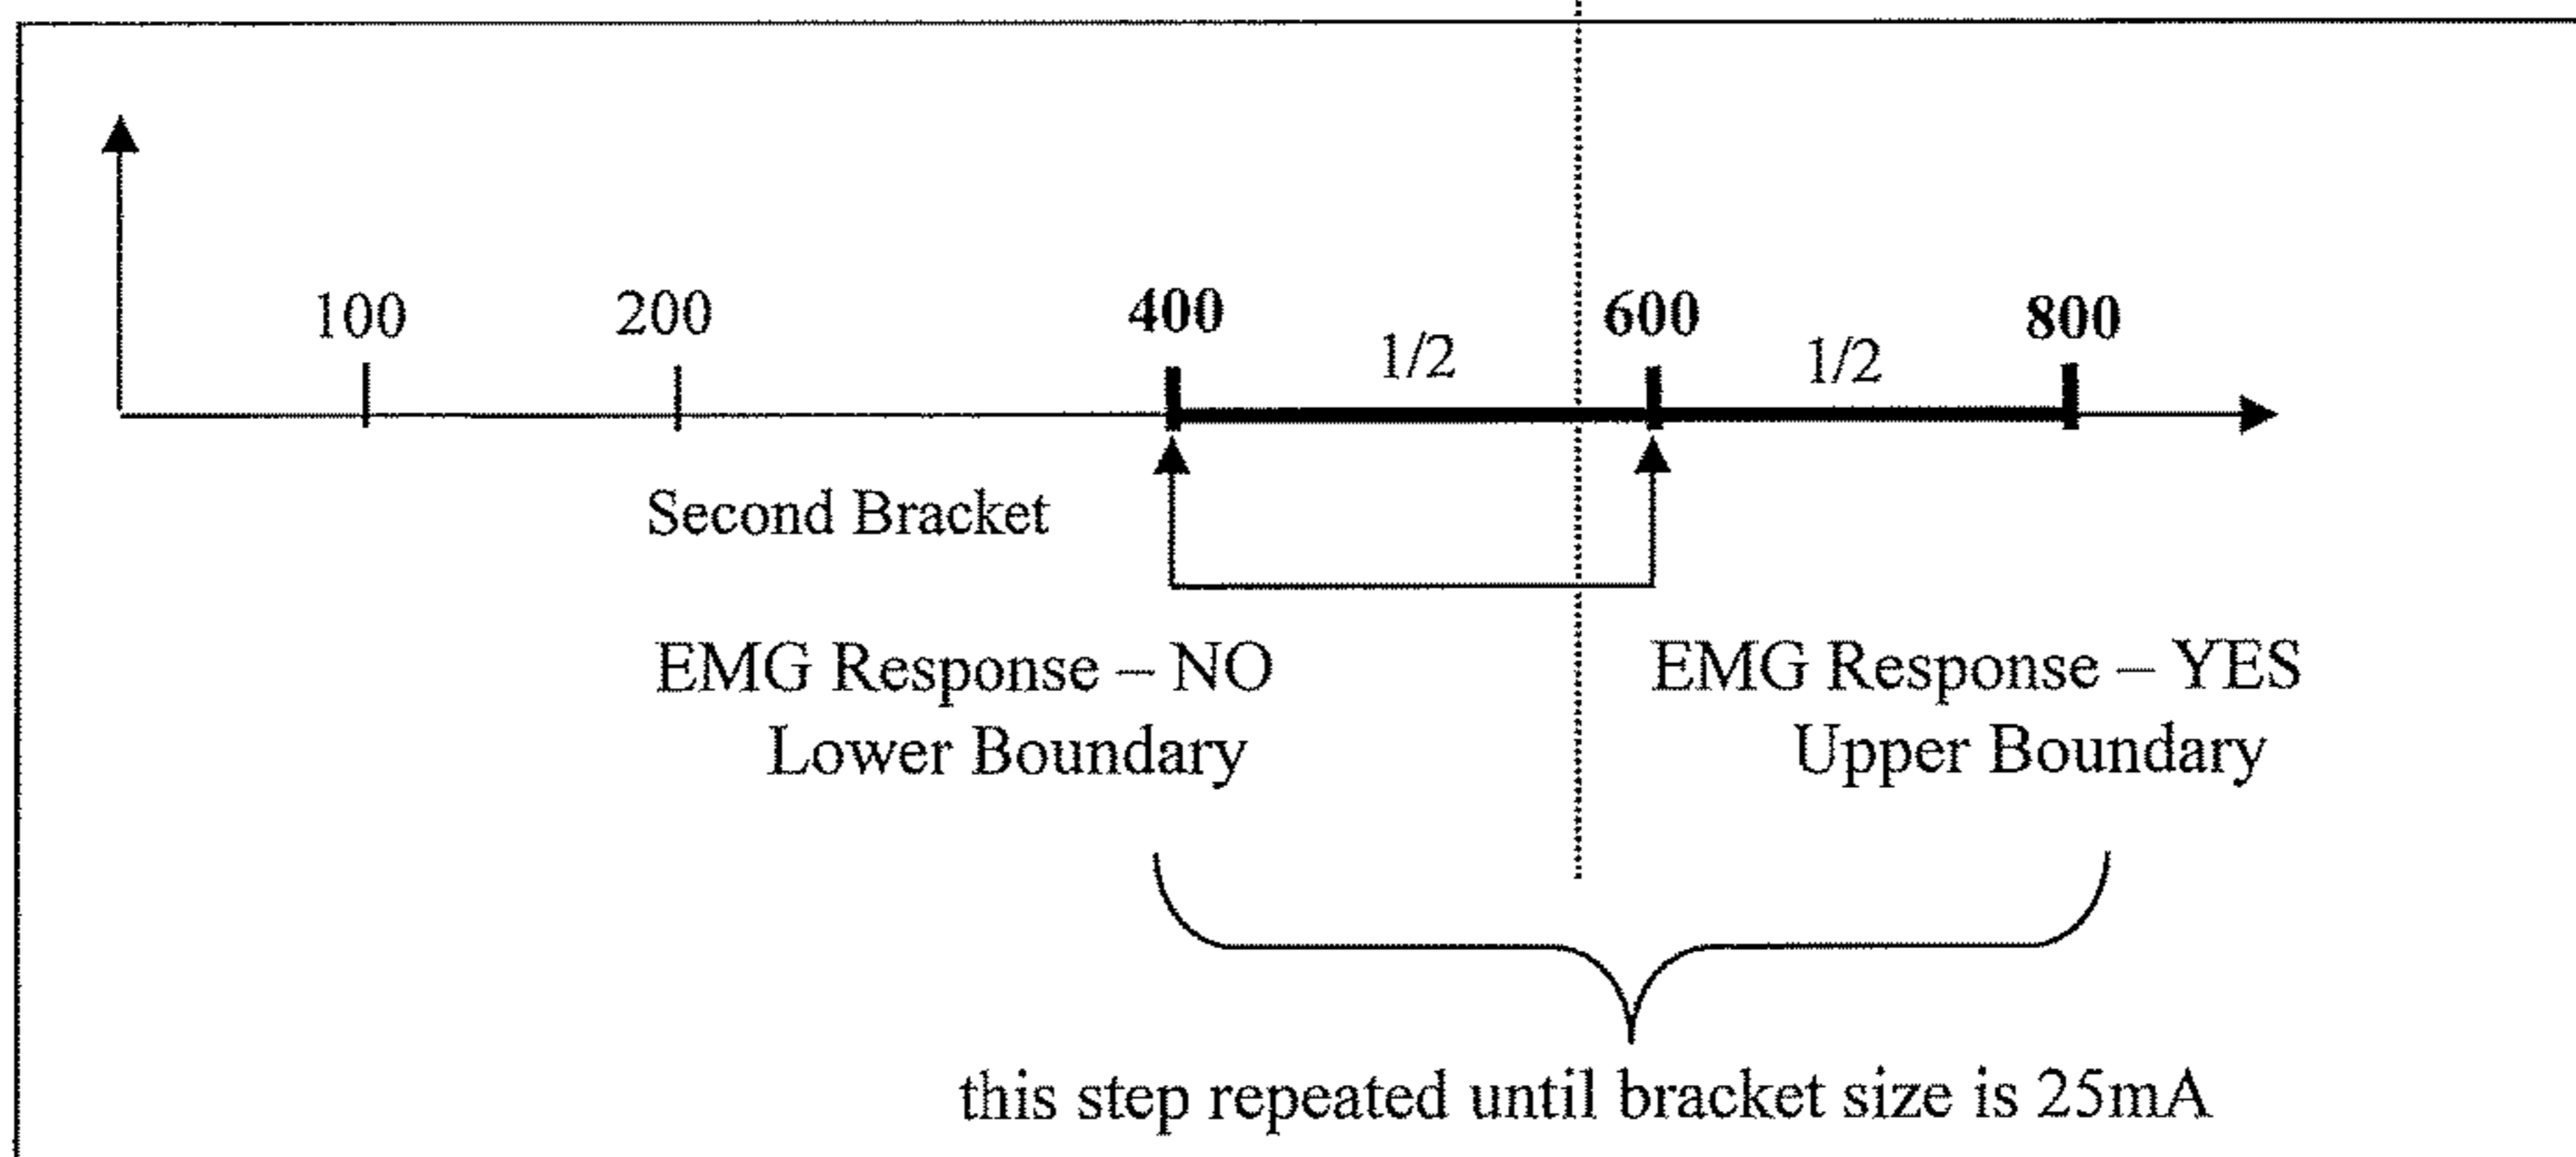 100 200 400 600 800
1/2 1/2
Second Bracket
EMG Response – NO EMG Response – YES
Lower Boundary Upper Boundary
this step repeated until bracket size is 25mA